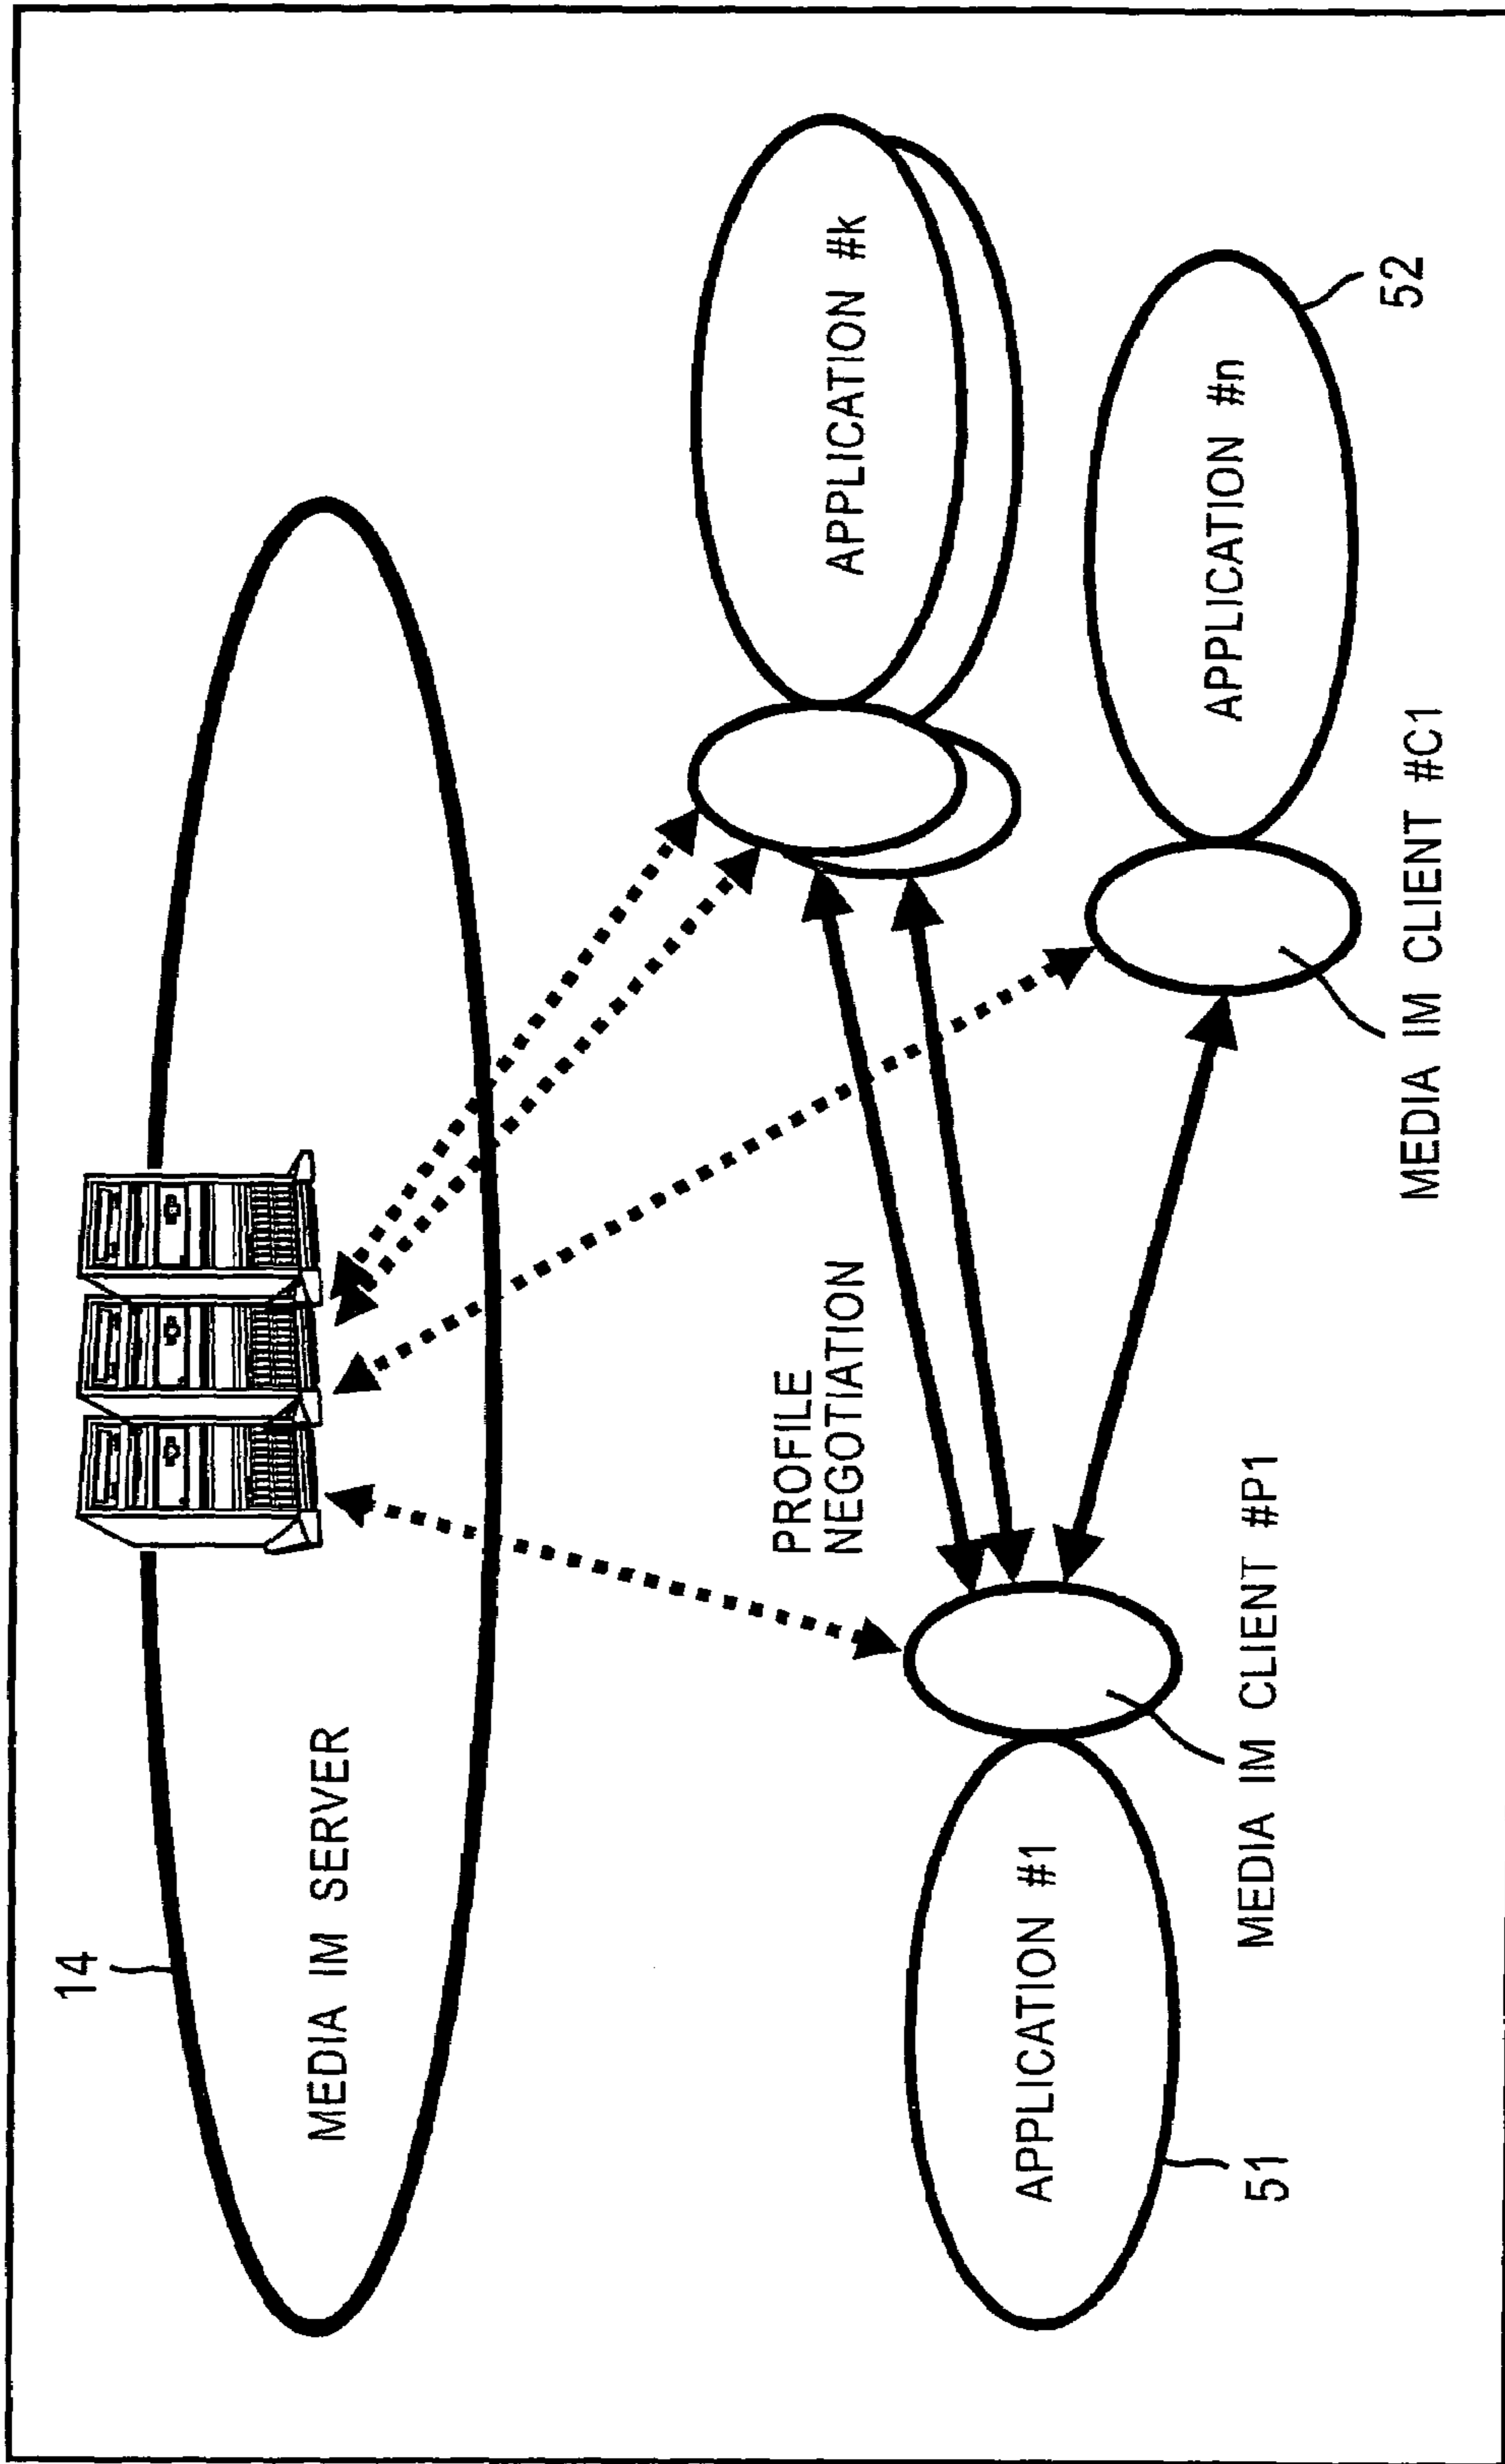 14
MEDIA IM SERVER
PROFILE
NEGOTIATION
APPLICATION #k
APPLICATION #1
51
MEDIA IM CLIENT #P1
APPLICATION #n
52
MEDIA IM CLIENT #C1